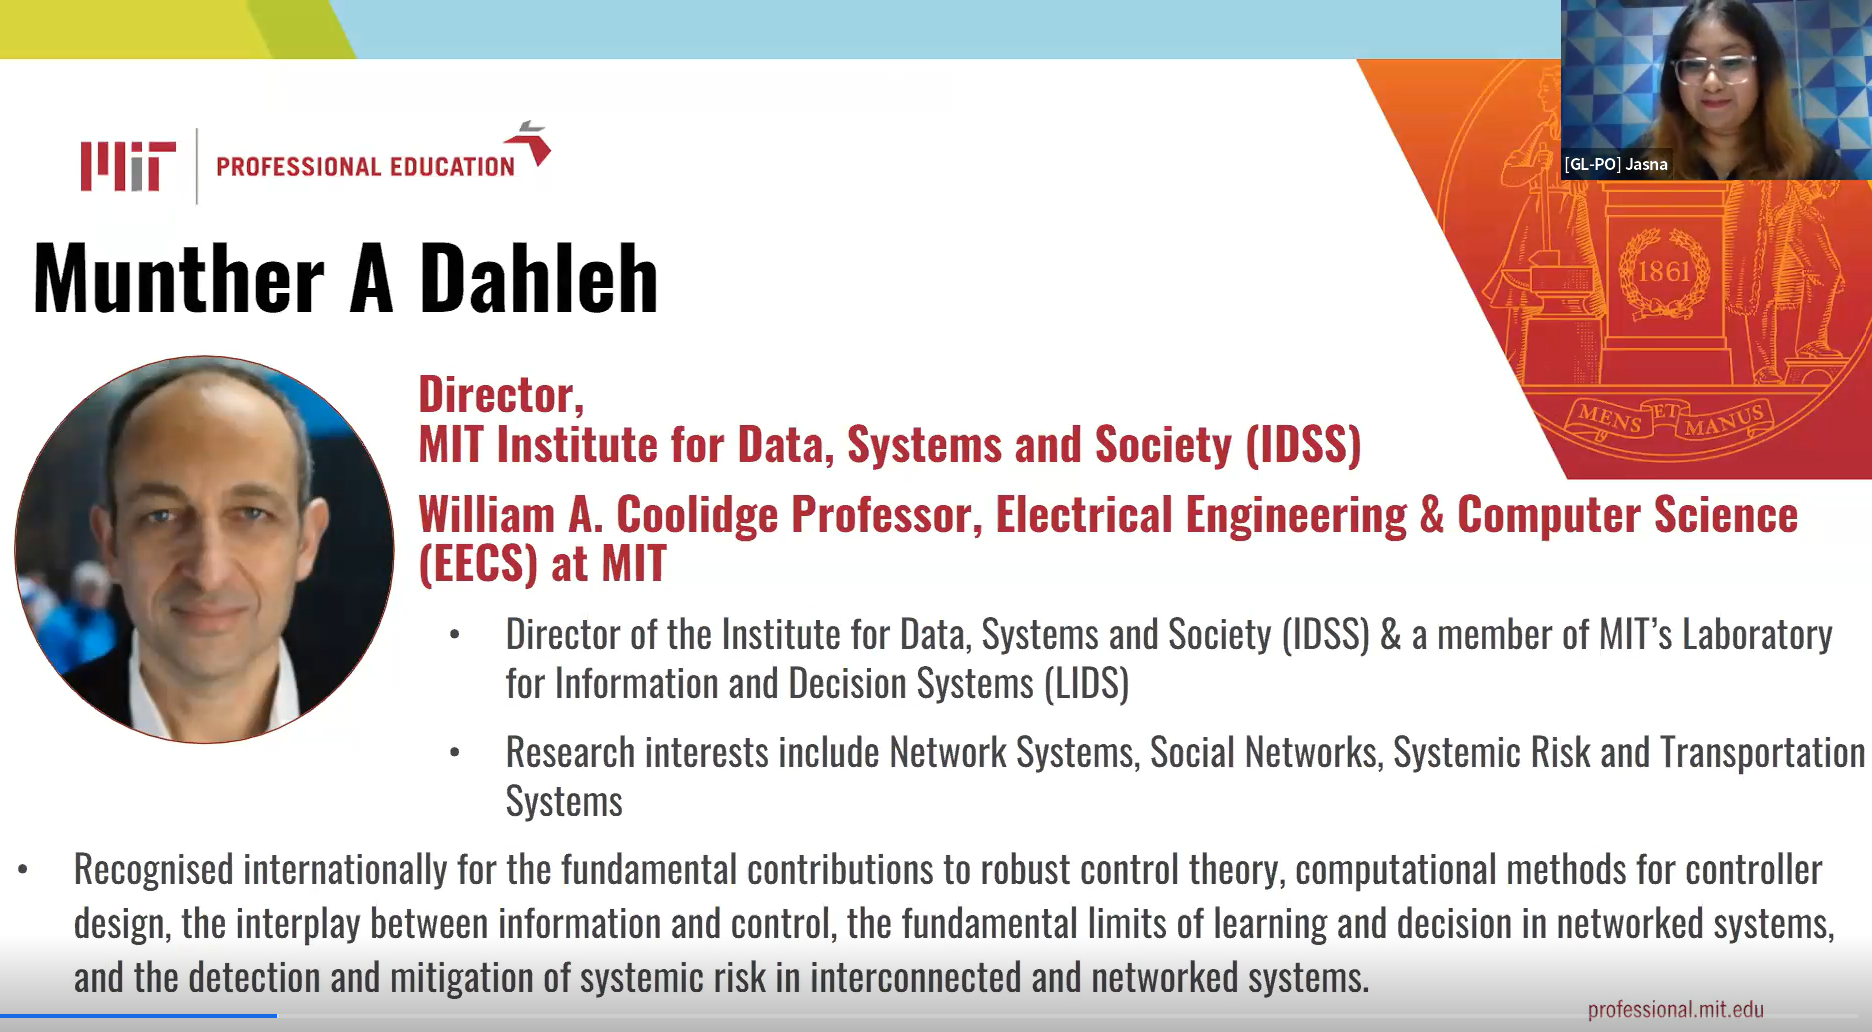 [GL-PO] Jasna
MIT PROFESSIONAL EDUCATION
Munther A Dahleh
1861
MENS ET MANUS
Director,
MIT Institute for Data, Systems and Society (IDSS)
William A. Coolidge Professor, Electrical Engineering & Computer Science
(EECS) at MIT
• Director of the Institute for Data, Systems and Society (IDSS) & a member of MIT's Laboratory
for Information and Decision Systems (LIDS)
• Research interests include Network Systems, Social Networks, Systemic Risk and Transportation
Systems
• Recognised internationally for the fundamental contributions to robust control theory, computational methods for controller
design, the interplay between information and control, the fundamental limits of learning and decision in networked systems,
and the detection and mitigation of systemic risk in interconnected and networked systems.
professional.mit.edu